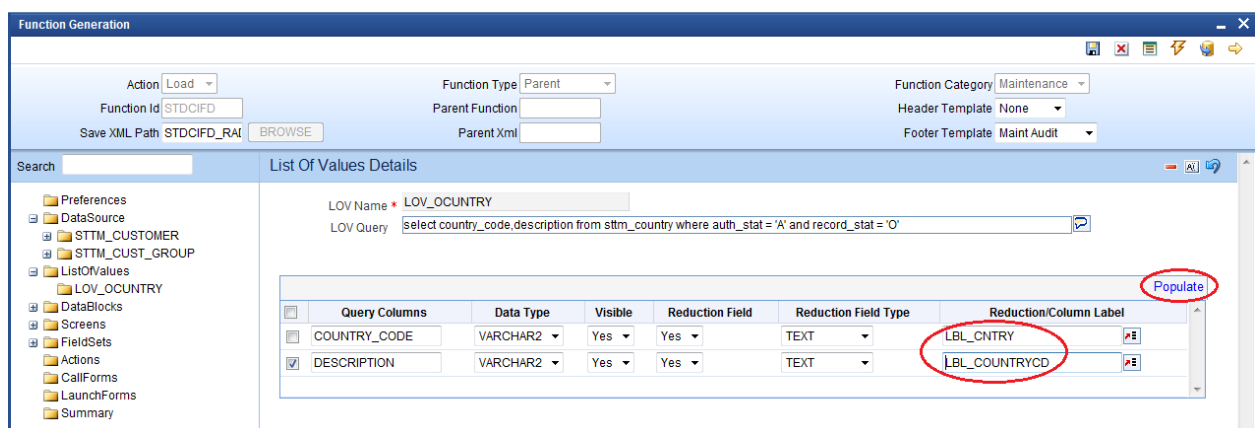 Function Generation
Action Load Function Type Parent Function Category Maintenance
Function Id STDCIFD Parent Function Header Template None
Save XML Path STDCIFD_RAD BROWSE Parent Xml Footer Template Maint Audit
Search List Of Values Details
Preferences LOV Name * LOV_OCUNTRY
DataSource LOV Query select country_code,description from sttm_country where auth_stat = 'A' and record_stat = 'O'
STTM_CUSTOMER
STTM_CUST_GROUP
ListOfValues
LOV_OCUNTRY Populate
DataBlocks Query Columns Data Type Visible Reduction Field Reduction Field Type Reduction/Column Label
Screens COUNTRY_CODE VARCHAR2 Yes Yes TEXT LBL_CNTRY
FieldSets
Actions DESCRIPTION VARCHAR2 Yes Yes TEXT LBL_COUNTRYCD
CallForms
LaunchForms
Summary